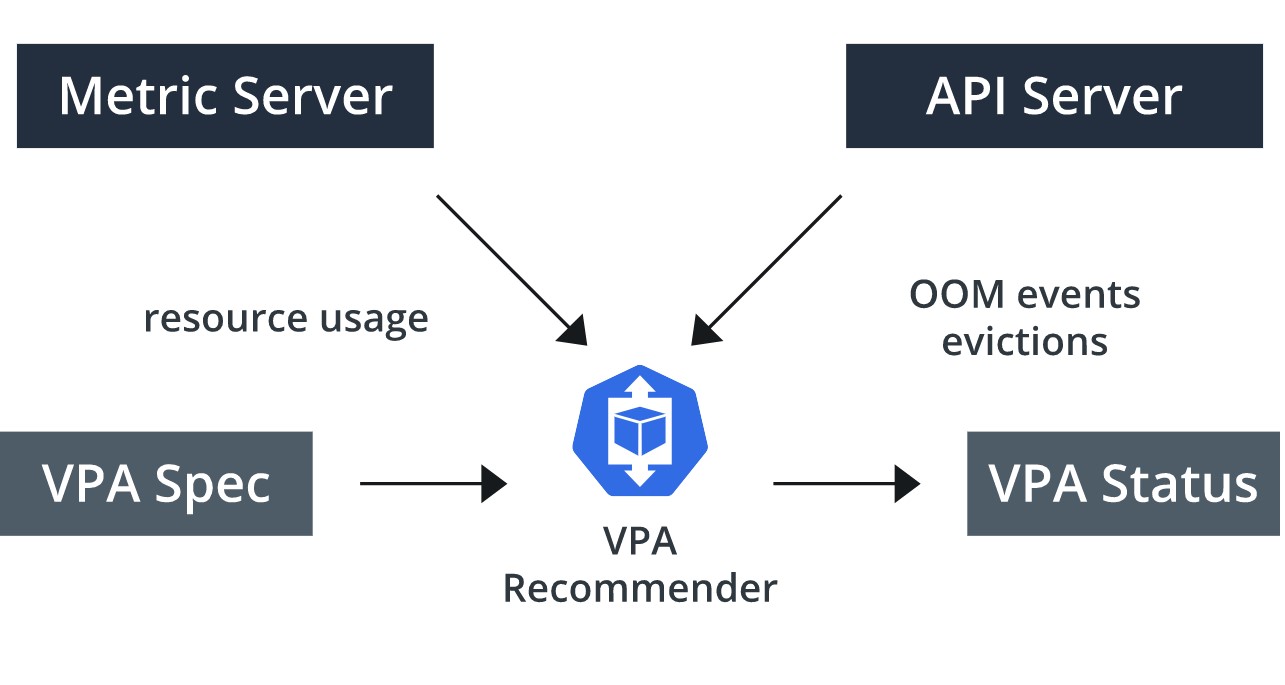 Metric Server
API Server
resource usage
OOM events
evictions
VPA Spec
VPA Status
VPA
Recommender